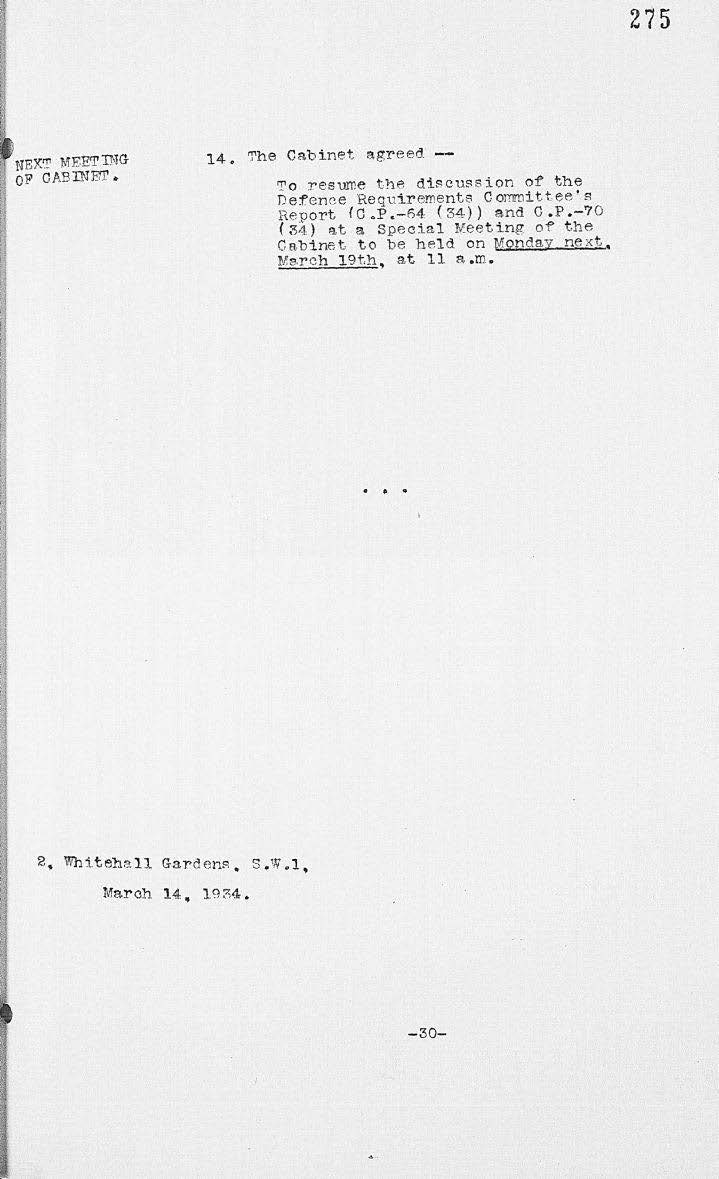 275
NEXT MEETING
OF CABINET.
14. The Cabinet agreed —
To resume the discussion of the
Defence Requirements Committee's
Report (C.P.-64 (34)) and C.P.-70
(34) at a Special Meeting of the
Cabinet to be held on Monday next,
March 19th, at 11 a.m.
. . .
2, Whitehall Gardens, S.W.1,
March 14, 1934.
-30-